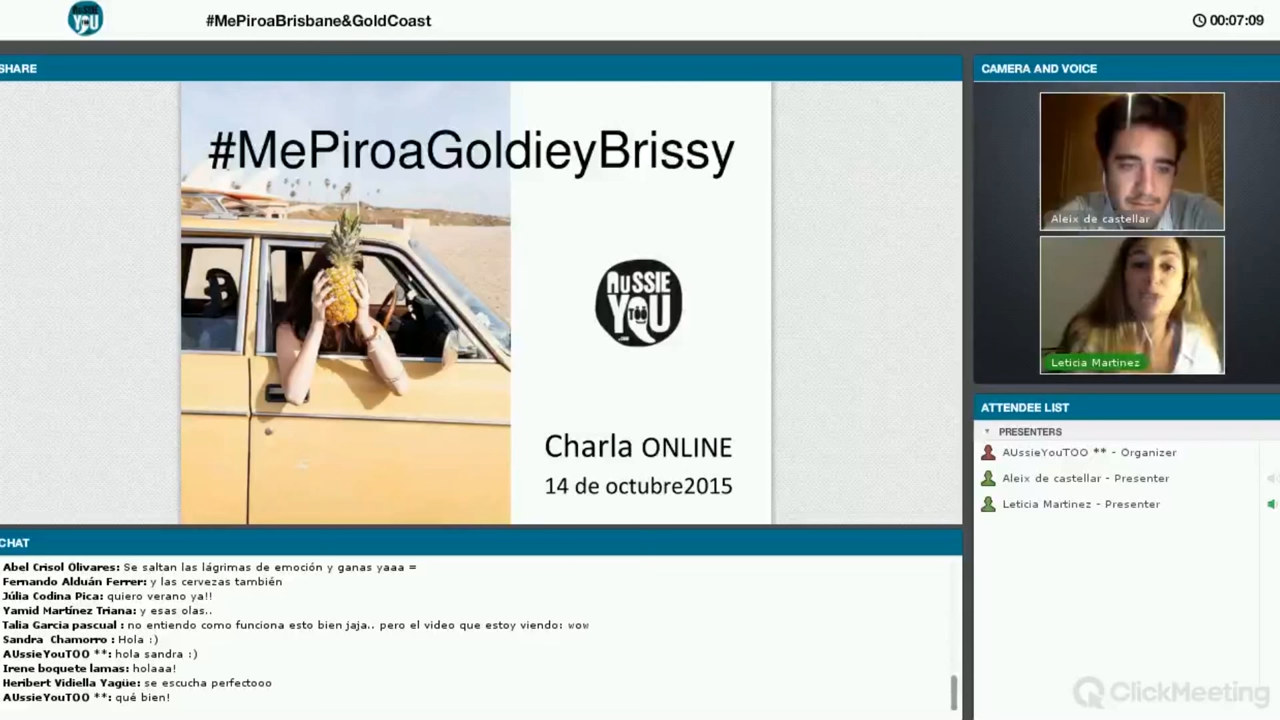 AUSSIE
YOU
TOO
#MePiroaBrisbane&GoldCoast
00:07:09
SHARE
#MePiroaGoldieyBrissy
AUSSIE
YOU
TOO
.com
Charla ONLINE
14 de octubre2015
CAMERA AND VOICE
Aleix de castellar
Leticia Martinez
ATTENDEE LIST
PRESENTERS
AUssieYouTOO ** - Organizer
Aleix de castellar - Presenter
Leticia Martinez - Presenter
CHAT
Abel Crisol Olivares: Se saltan las lágrimas de emoción y ganas yaaa =
Fernando Alduán Ferrer: y las cervezas también
Júlia Codina Pica: quiero verano ya!!
Yamid Martínez Triana: y esas olas..
Talia Garcia pascual : no entiendo como funciona esto bien jaja.. pero el video que estoy viendo: wow
Sandra Chamorro : Hola :)
AUssieYouTOO **: hola sandra :)
Irene boquete lamas: holaaa!
Heribert Vidiella Yagüe: se escucha perfectooo
AUssieYouTOO **: qué bien!
ClickMeeting